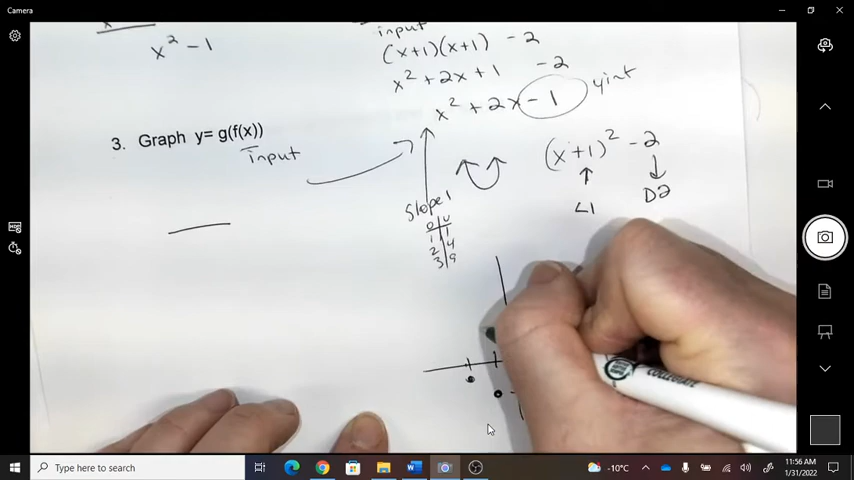 Camera
x² - 1
input
(x+1)(x+1) - 2
x² + 2x + 1 - 2
x² + 2x - 1 yint
3. Graph y= g(f(x))
input
(x+1)² - 2
L1 D2
Slope 1
1 1
2 4
3 9
COLLEGIATE
Type here to search
-10°C
11:56 AM
1/31/2022